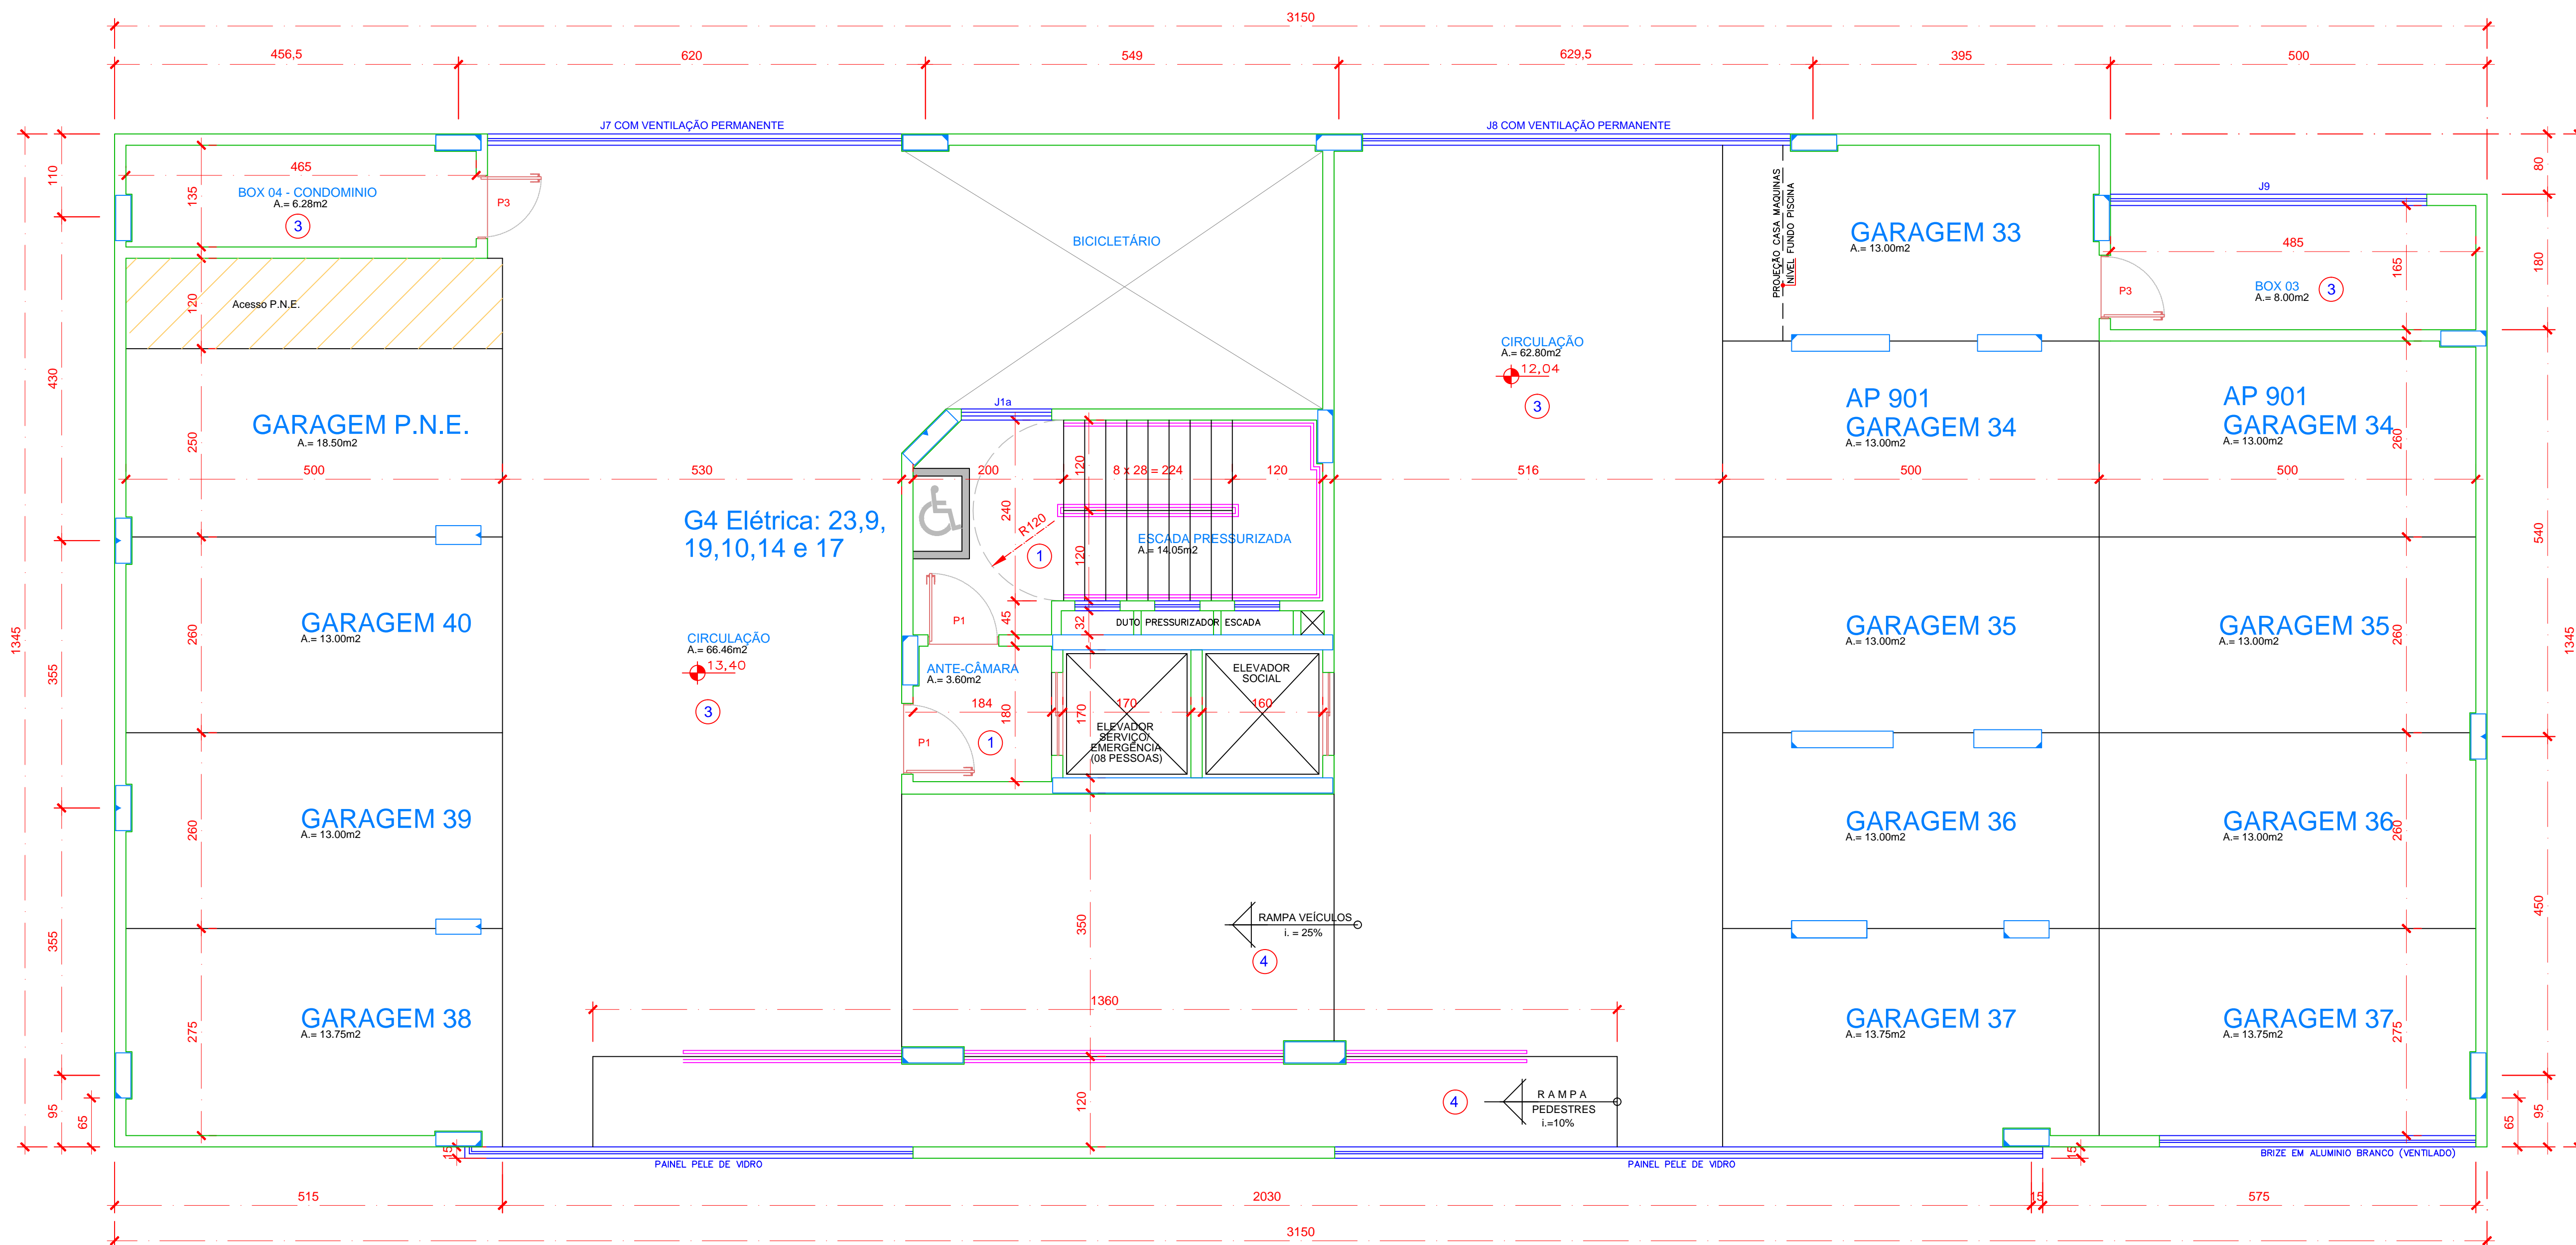 3150
456,5
620
549
629,5
395
500
J7 COM VENTILAÇÃO PERMANENTE
J8 COM VENTILAÇÃO PERMANENTE
110
80
465
135
BOX 04 - CONDOMINIO
A.= 6.28m2
3
P3
J9
PROJEÇÃO CASA MAQUINAS
NÍVEL FUNDO PISCINA
GARAGEM 33
A.= 13.00m2
485
165
180
BICICLETÁRIO
P3
BOX 03
A.= 8.00m2
3
120
Acesso P.N.E.
CIRCULAÇÃO
A.= 62.80m2
12,04
3
430
GARAGEM P.N.E.
A.= 18.50m2
250
J1a
AP 901
GARAGEM 34
A.= 13.00m2
AP 901
GARAGEM 34
A.= 13.00m2
260
500
530
200
120
8 x 28 = 224
120
516
500
500
G4 Elétrica: 23,9,
19,10,14 e 17
240
R120
1
120
ESCADA PRESSURIZADA
A.= 14.05m2
540
1345
1345
355
GARAGEM 40
A.= 13.00m2
260
CIRCULAÇÃO
A.= 66.46m2
13,40
3
P1
45
32
DUTO PRESSURIZADOR ESCADA
GARAGEM 35
A.= 13.00m2
GARAGEM 35
A.= 13.00m2
260
ANTE-CÂMARA
A.= 3.60m2
184
180
170
170
160
ELEVADOR
SOCIAL
P1
1
ELEVADOR
SERVIÇO/
EMERGÊNCIA
(08 PESSOAS)
GARAGEM 39
A.= 13.00m2
260
GARAGEM 36
A.= 13.00m2
GARAGEM 36
A.= 13.00m2
260
355
350
RAMPA VEÍCULOS
i. = 25%
4
450
1360
GARAGEM 38
A.= 13.75m2
275
GARAGEM 37
A.= 13.75m2
GARAGEM 37
A.= 13.75m2
275
95
65
120
4
RAMPA
PEDESTRES
i.=10%
65
95
15
PAINEL PELE DE VIDRO
PAINEL PELE DE VIDRO
15
BRIZE EM ALUMINIO BRANCO (VENTILADO)
515
2030
15
575
3150